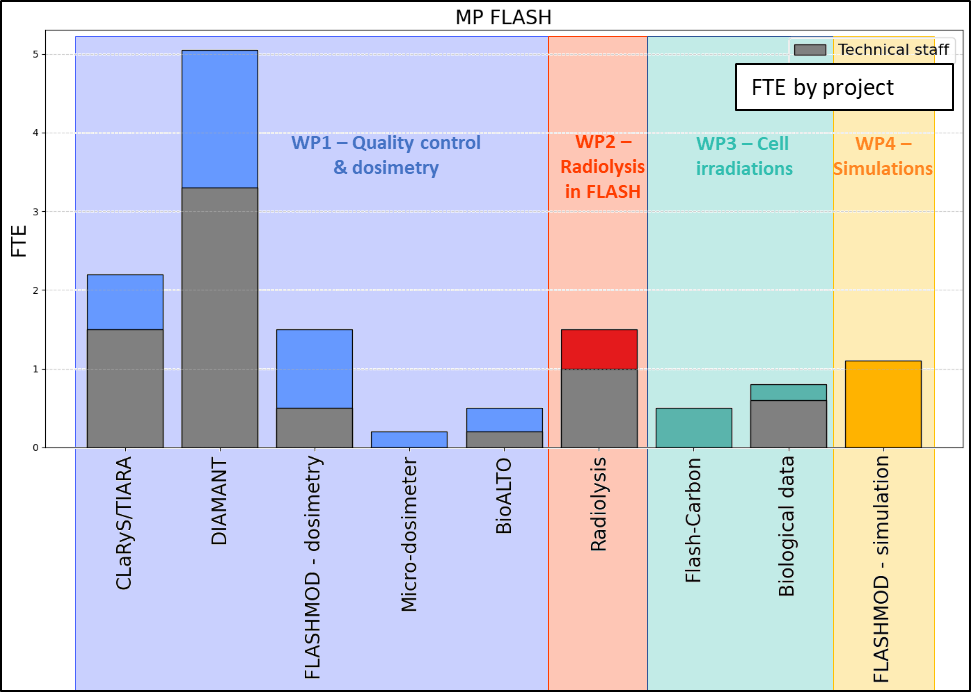 MP FLASH
Technical staff
FTE by project
WP1 – Quality control
& dosimetry
WP2 –
Radiolysis
in FLASH
WP3 – Cell
irradiations
WP4 –
Simulations
FTE
5
4
3
2
1
0
CLaRyS/TIARA
DIAMANT
FLASHMOD - dosimetry
Micro-dosimeter
BioALTO
Radiolysis
Flash-Carbon
Biological data
FLASHMOD - simulation